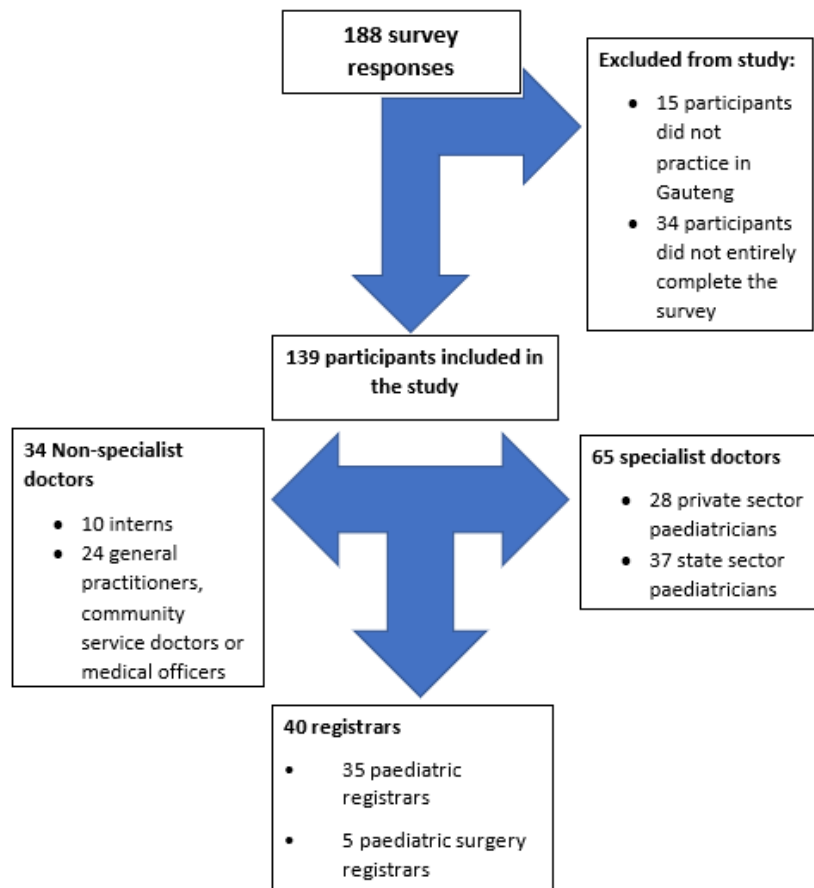 188 survey
responses
Excluded from study:
• 15 participants
did not
practice in
Gauteng
• 34 participants
did not entirely
complete the
survey
139 participants included in
the study
34 Non-specialist
doctors
• 10 interns
• 24 general
practitioners,
community
service doctors or
medical officers
65 specialist doctors
• 28 private sector
paediatricians
• 37 state sector
paediatricians
40 registrars
• 35 paediatric
registrars
• 5 paediatric surgery
registrars